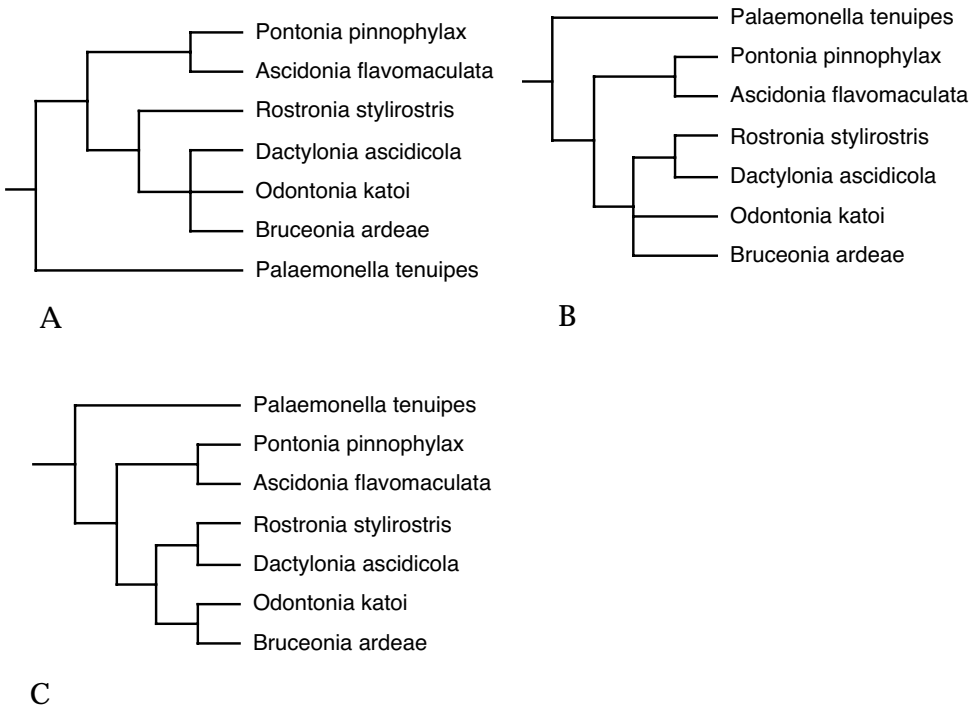 Pontonia pinnophylax
Ascidonia flavomaculata
Rostronia stylirostris
Dactylonia ascidicola
Odontonia katoi
Bruceonia ardeae
Palaemonella tenuipes
A
Palaemonella tenuipes
Pontonia pinnophylax
Ascidonia flavomaculata
Rostronia stylirostris
Dactylonia ascidicola
Odontonia katoi
Bruceonia ardeae
B
Palaemonella tenuipes
Pontonia pinnophylax
Ascidonia flavomaculata
Rostronia stylirostris
Dactylonia ascidicola
Odontonia katoi
Bruceonia ardeae
C